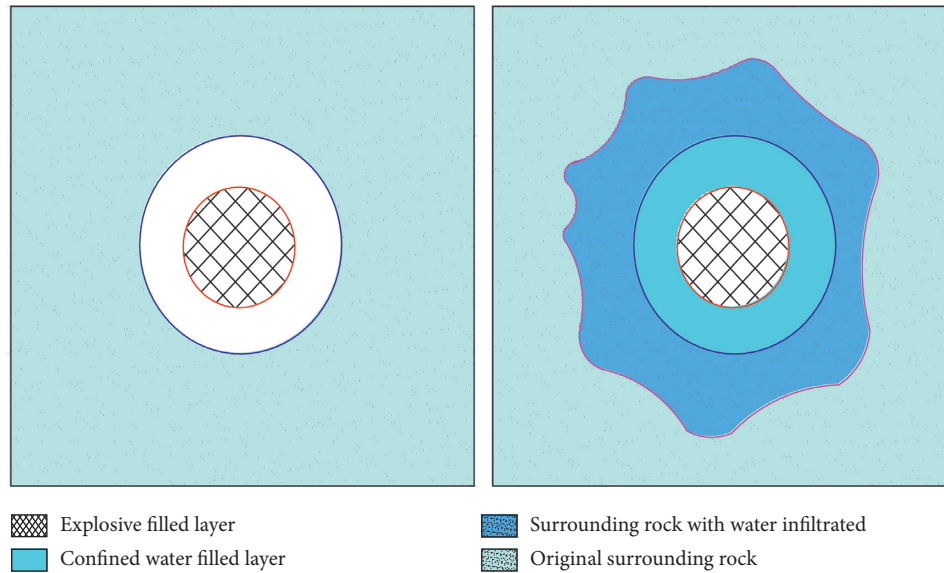 Explosive filled layer
Confined water filled layer
Surrounding rock with water infiltrated
Original surrounding rock